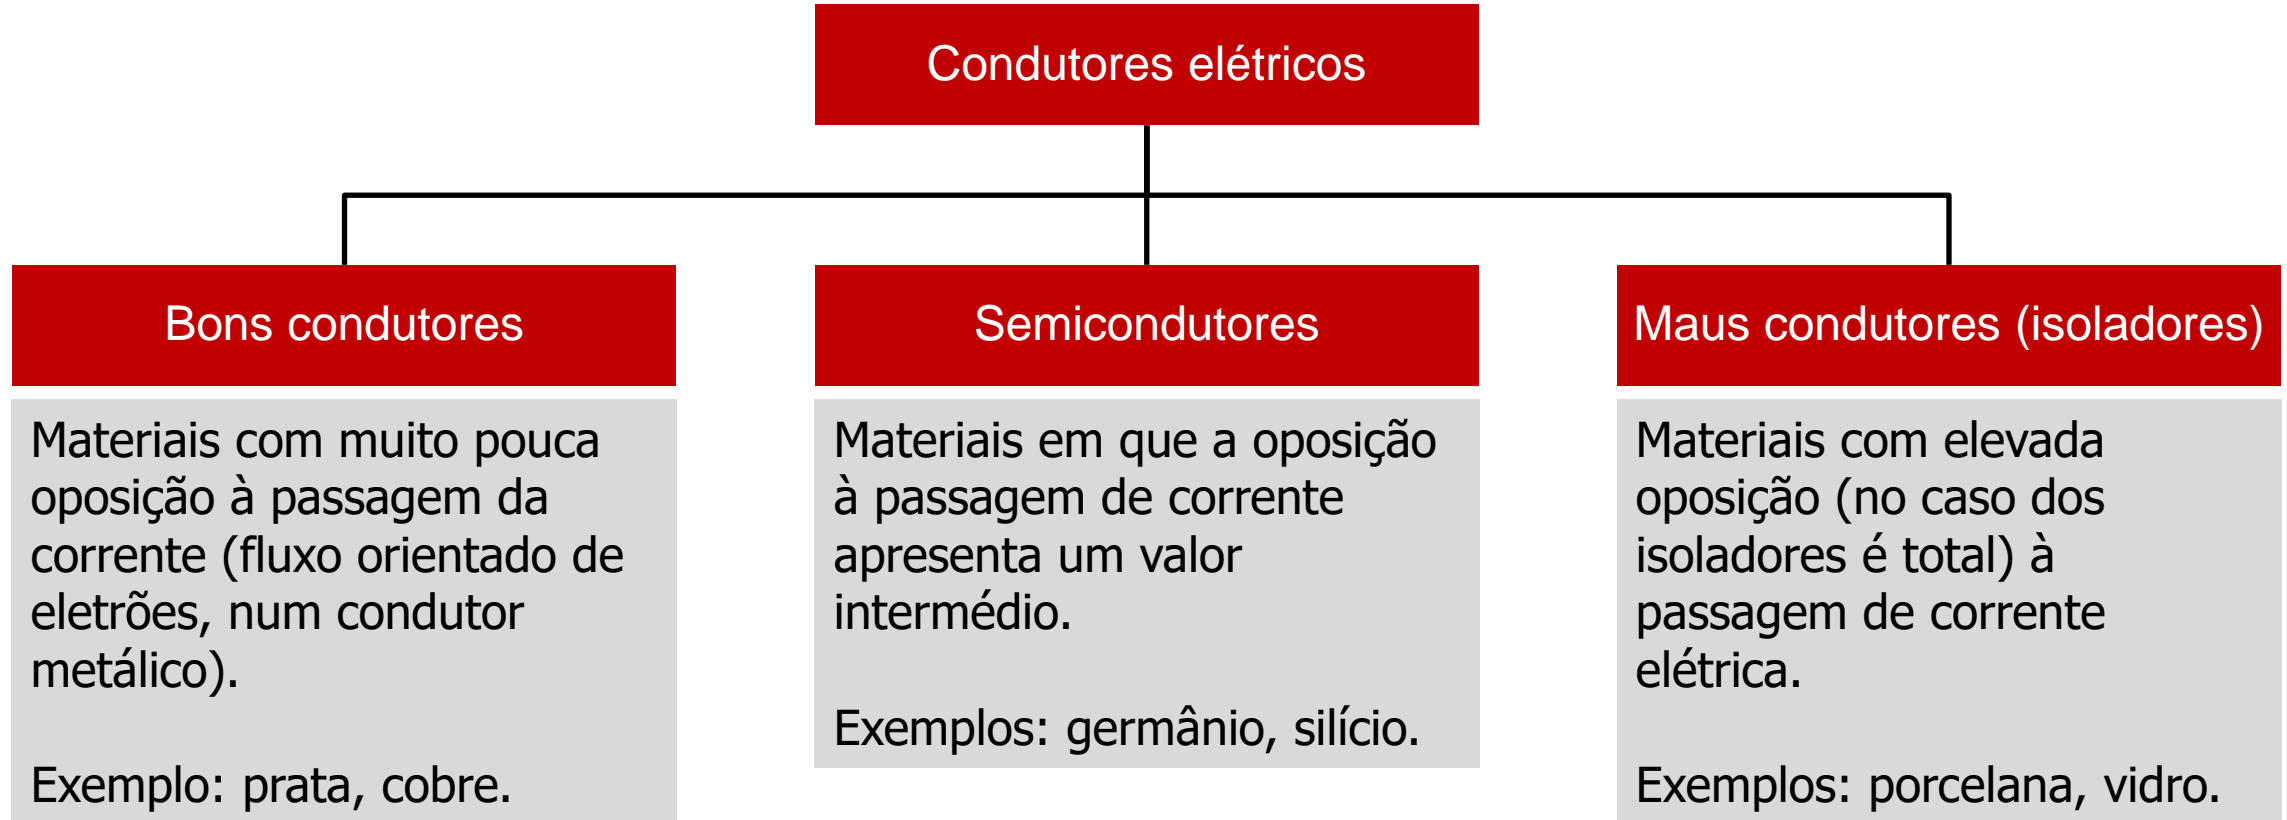 Condutores elétricos
Bons condutores
Materiais com muito pouca
oposição à passagem da
corrente (fluxo orientado de
eletrões, num condutor
metálico).
Exemplo: prata, cobre.
Semicondutores
Materiais em que a oposição
à passagem de corrente
apresenta um valor
intermédio.
Exemplos: germânio, silício.
Maus condutores (isoladores)
Materiais com elevada
oposição (no caso dos
isoladores é total) à
passagem de corrente
elétrica.
Exemplos: porcelana, vidro.